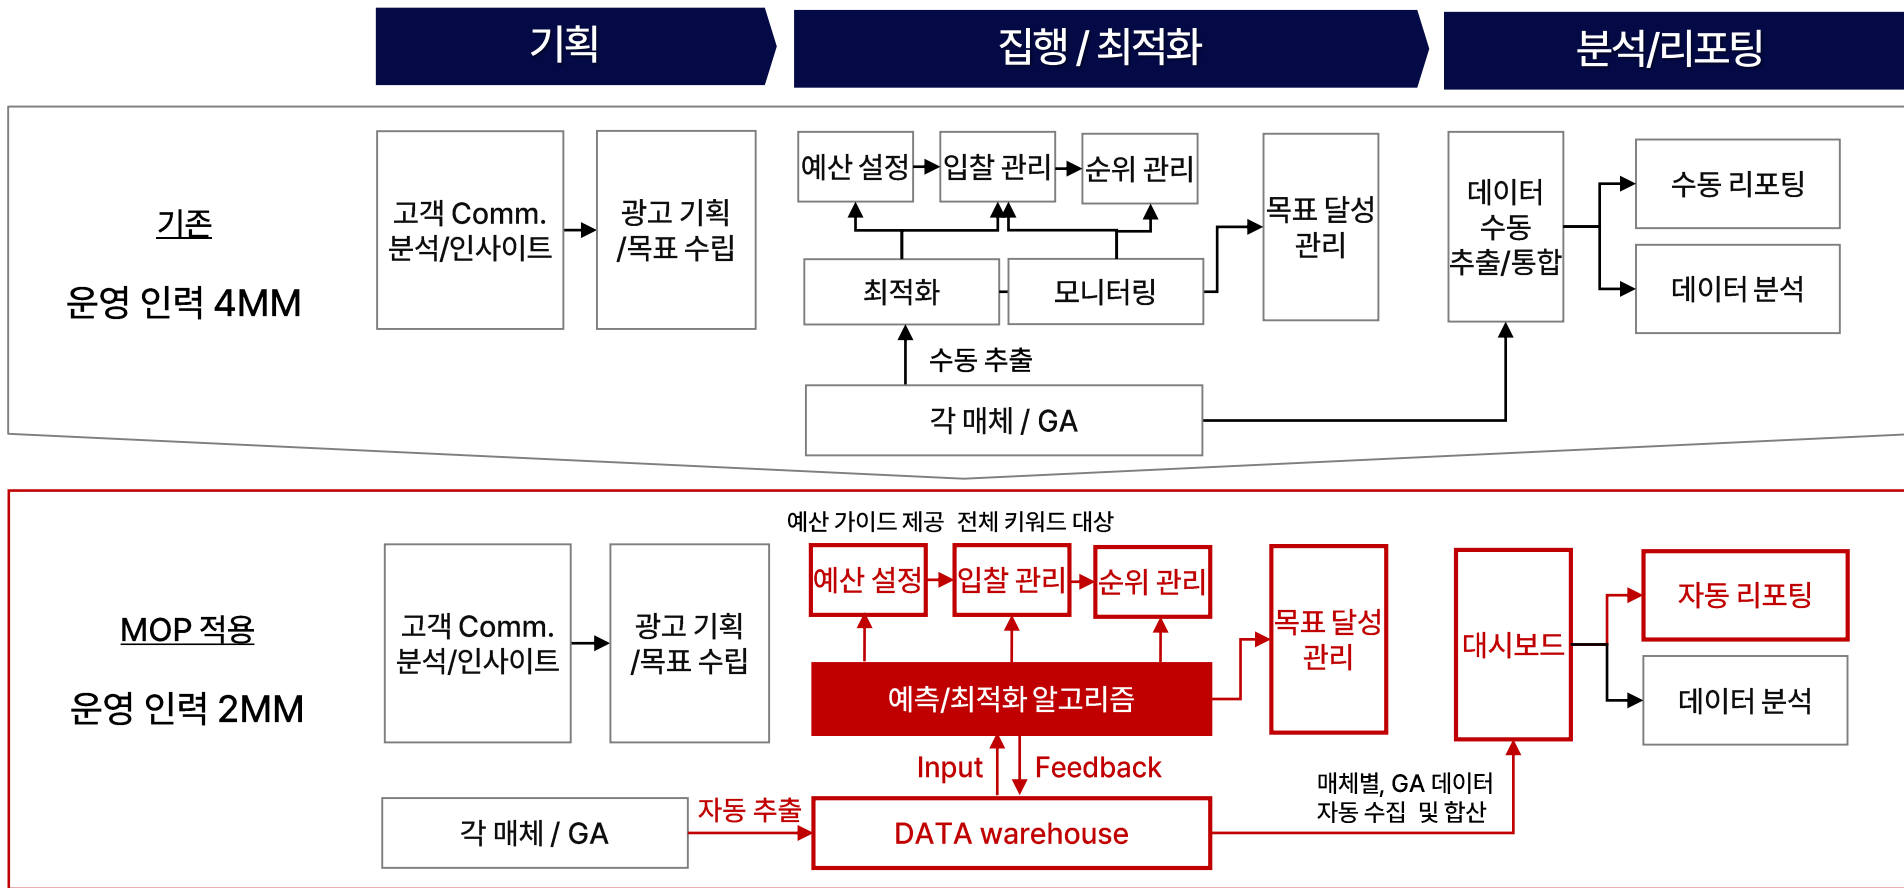 기획
집행 / 최적화
분석/리포팅
기존
운영 인력 4MM
고객 Comm.
분석/인사이트
광고 기획
/목표 수립
예산 설정
입찰 관리
순위 관리
최적화
모니터링
수동 추출
각 매체 / GA
목표 달성
관리
데이터
수동
추출/통합
수동 리포팅
데이터 분석
MOP 적용
운영 인력 2MM
고객 Comm.
분석/인사이트
광고 기획
/목표 수립
예산 가이드 제공
전체 키워드 대상
예산 설정
입찰 관리
순위 관리
예측/최적화 알고리즘
Input
Feedback
각 매체 / GA
자동 추출
DATA warehouse
목표 달성
관리
매체별, GA 데이터
자동 수집 및 합산
대시보드
자동 리포팅
데이터 분석